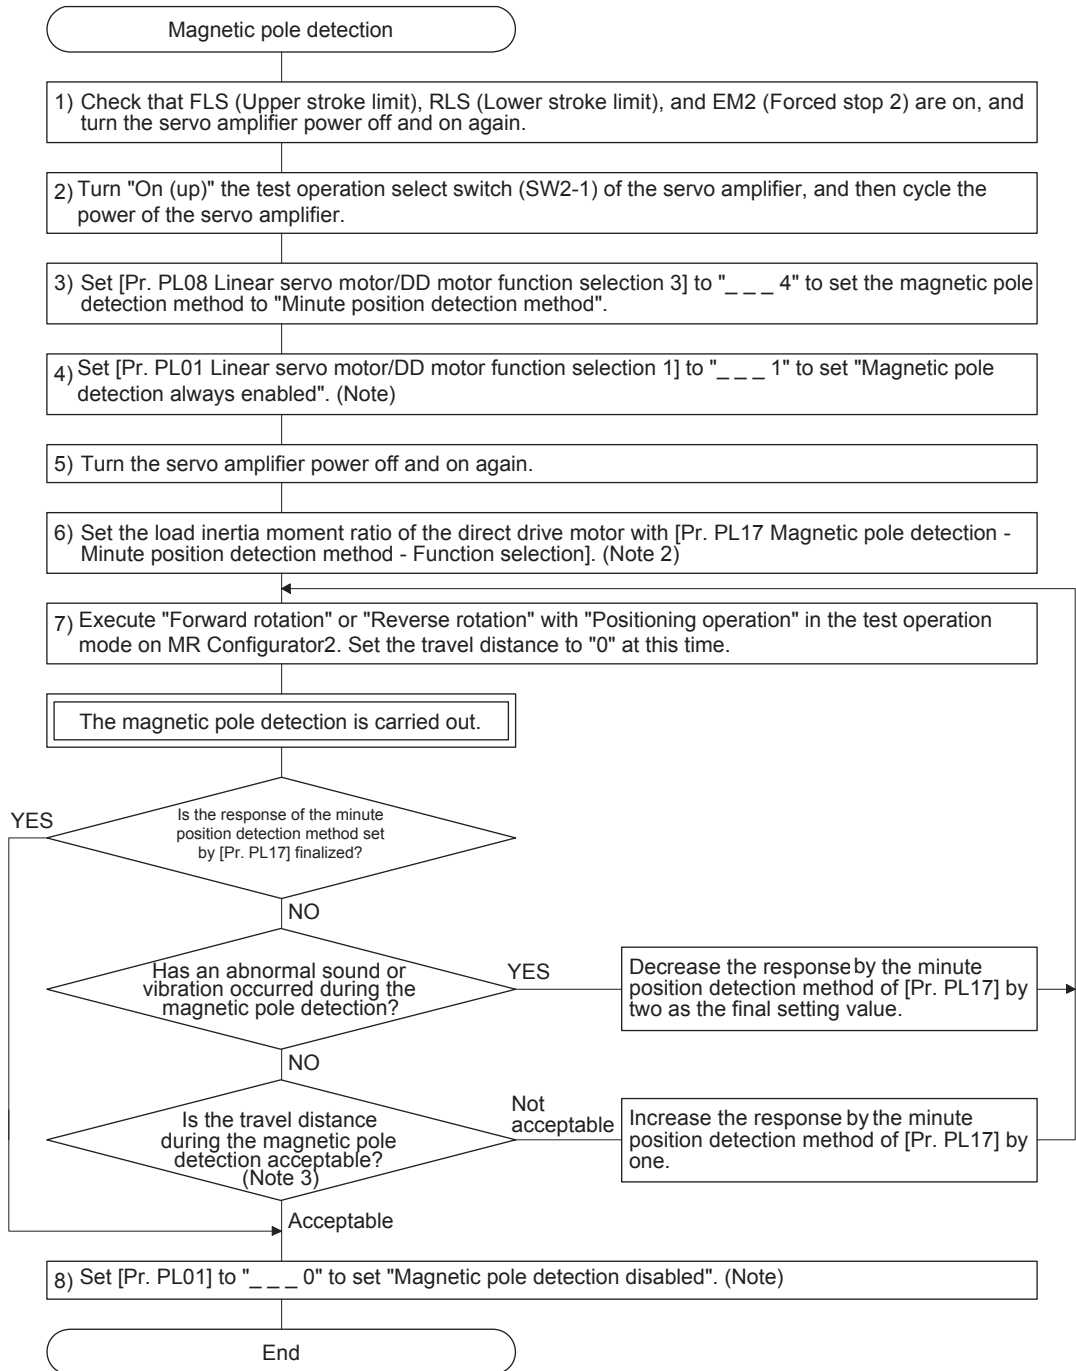 Magnetic pole detection
1) Check that FLS (Upper stroke limit), RLS (Lower stroke limit), and EM2 (Forced stop 2) are on, and
turn the servo amplifier power off and on again.
2) Turn "On (up)" the test operation select switch (SW2-1) of the servo amplifier, and then cycle the
power of the servo amplifier.
3) Set [Pr. PL08 Linear servo motor/DD motor function selection 3] to "_ _ _ 4" to set the magnetic pole
detection method to "Minute position detection method".
4) Set [Pr. PL01 Linear servo motor/DD motor function selection 1] to "_ _ _ 1" to set "Magnetic pole
detection always enabled". (Note)
5) Turn the servo amplifier power off and on again.
6) Set the load inertia moment ratio of the direct drive motor with [Pr. PL17 Magnetic pole detection -
Minute position detection method - Function selection]. (Note 2)
7) Execute "Forward rotation" or "Reverse rotation" with "Positioning operation" in the test operation
mode on MR Configurator2. Set the travel distance to "0" at this time.
The magnetic pole detection is carried out.
YES
Is the response of the minute
position detection method set
by [Pr. PL17] finalized?
NO
Has an abnormal sound or
vibration occurred during the
magnetic pole detection?
YES
Decrease the response by the minute
position detection method of [Pr. PL17] by
two as the final setting value.
NO
Is the travel distance
during the magnetic pole
detection acceptable?
(Note 3)
Not
acceptable
Increase the response by the minute
position detection method of [Pr. PL17] by
one.
Acceptable
8) Set [Pr. PL01] to "_ _ _ 0" to set "Magnetic pole detection disabled". (Note)
End